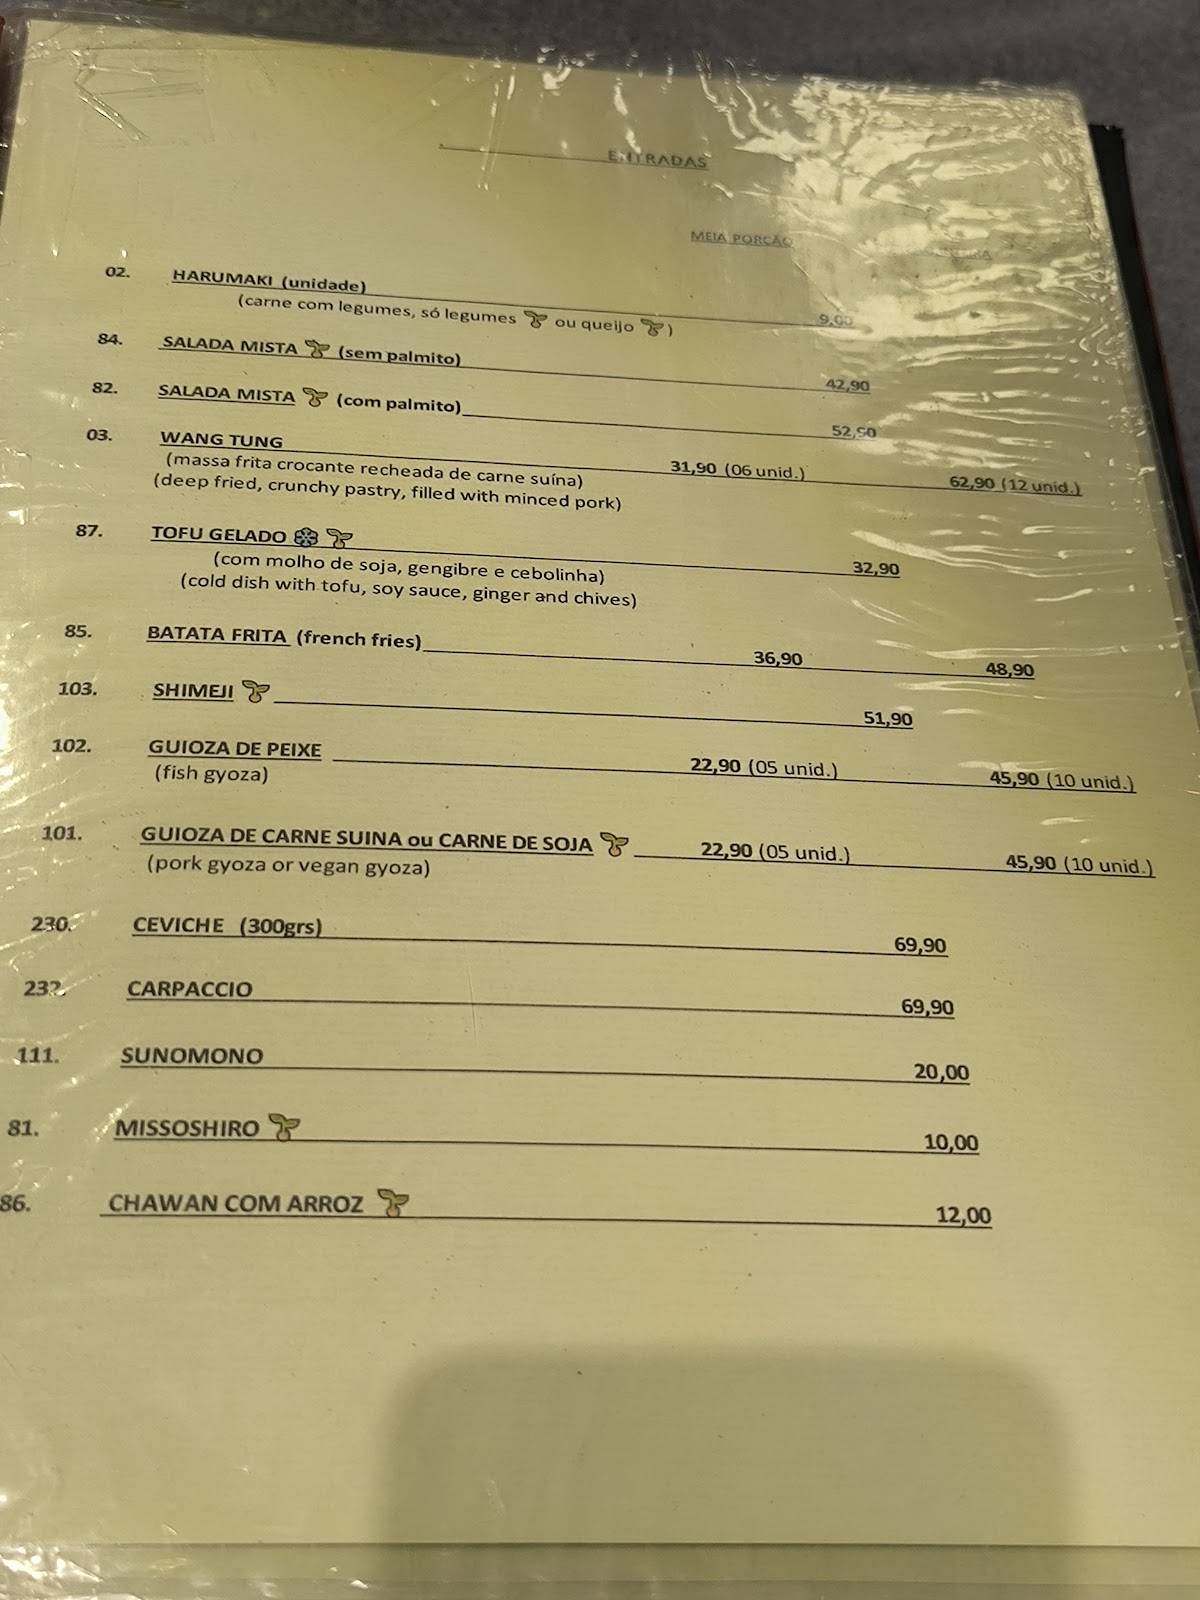 ENTRADAS
MEIA PORÇÃO
02. HARUMAKI (unidade) 9,00
(carne com legumes, só legumes ou queijo )
84. SALADA MISTA (sem palmito) 42,90
82. SALADA MISTA (com palmito) 52,90
03. WANG TUNG 31,90 (06 unid.) 62,90 (12 unid.)
(massa frita crocante recheada de carne suína)
(deep fried, crunchy pastry, filled with minced pork)
87. TOFU GELADO 32,90
(com molho de soja, gengibre e cebolinha)
(cold dish with tofu, soy sauce, ginger and chives)
85. BATATA FRITA (french fries) 36,90 48,90
103. SHIMEJI 51,90
102. GUIOZA DE PEIXE 22,90 (05 unid.) 45,90 (10 unid.)
(fish gyoza)
101. GUIOZA DE CARNE SUINA ou CARNE DE SOJA 22,90 (05 unid.) 45,90 (10 unid.)
(pork gyoza or vegan gyoza)
230. CEVICHE (300grs) 69,90
232. CARPACCIO 69,90
111. SUNOMONO 20,00
81. MISSOSHIRO 10,00
86. CHAWAN COM ARROZ 12,00